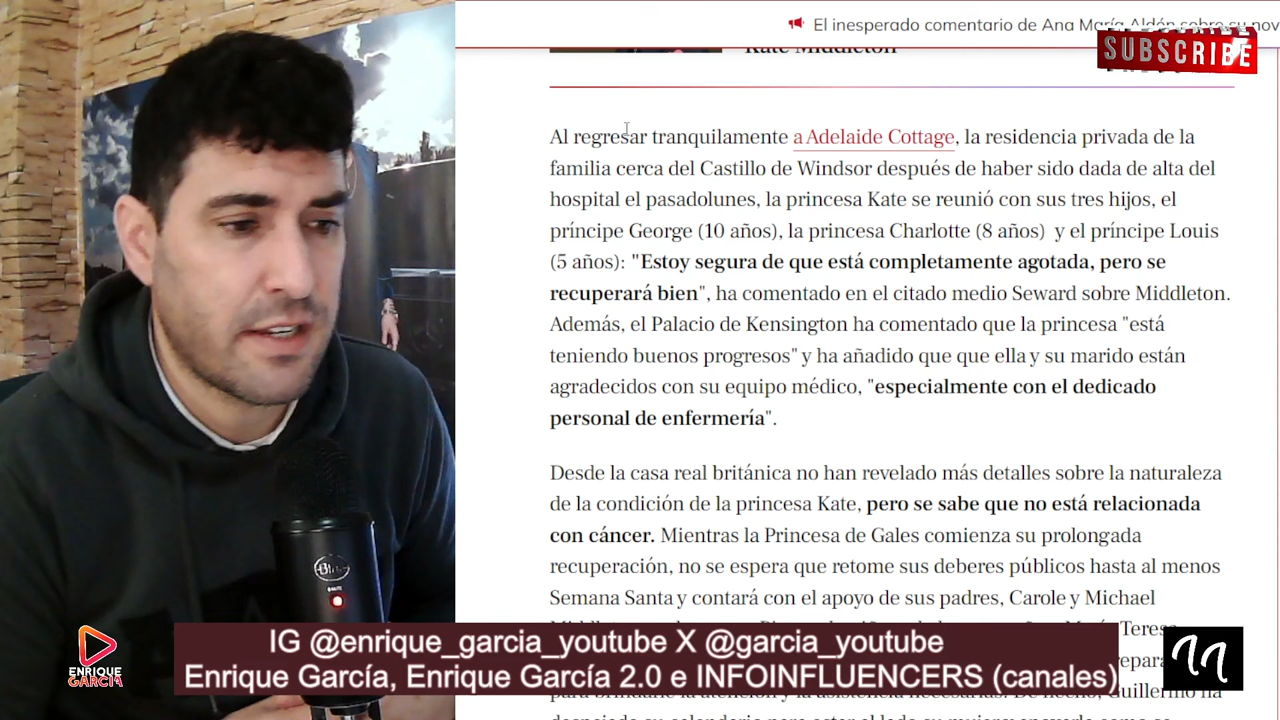 El inesperado comentario de Ana María Aldón sobre su nov
SUBSCRIBE
Kate Middleton
Al regresar tranquilamente a Adelaide Cottage, la residencia privada de la
familia cerca del Castillo de Windsor después de haber sido dada de alta del
hospital el pasadolunes, la princesa Kate se reunió con sus tres hijos, el
príncipe George (10 años), la princesa Charlotte (8 años) y el príncipe Louis
(5 años): "Estoy segura de que está completamente agotada, pero se
recuperará bien", ha comentado en el citado medio Seward sobre Middleton.
Además, el Palacio de Kensington ha comentado que la princesa "está
teniendo buenos progresos" y ha añadido que que ella y su marido están
agradecidos con su equipo médico, "especialmente con el dedicado
personal de enfermería".
Desde la casa real británica no han revelado más detalles sobre la naturaleza
de la condición de la princesa Kate, pero se sabe que no está relacionada
con cáncer. Mientras la Princesa de Gales comienza su prolongada
recuperación, no se espera que retome sus deberes públicos hasta al menos
Semana Santa y contará con el apoyo de sus padres, Carole y Michael
Teresa
Guillermo ha
Blue
IG @enrique_garcia_youtube X @garcia_youtube
Enrique García, Enrique García 2.0 e INFOINFLUENCERS (canales)
ENRIQUE
GARCÍA